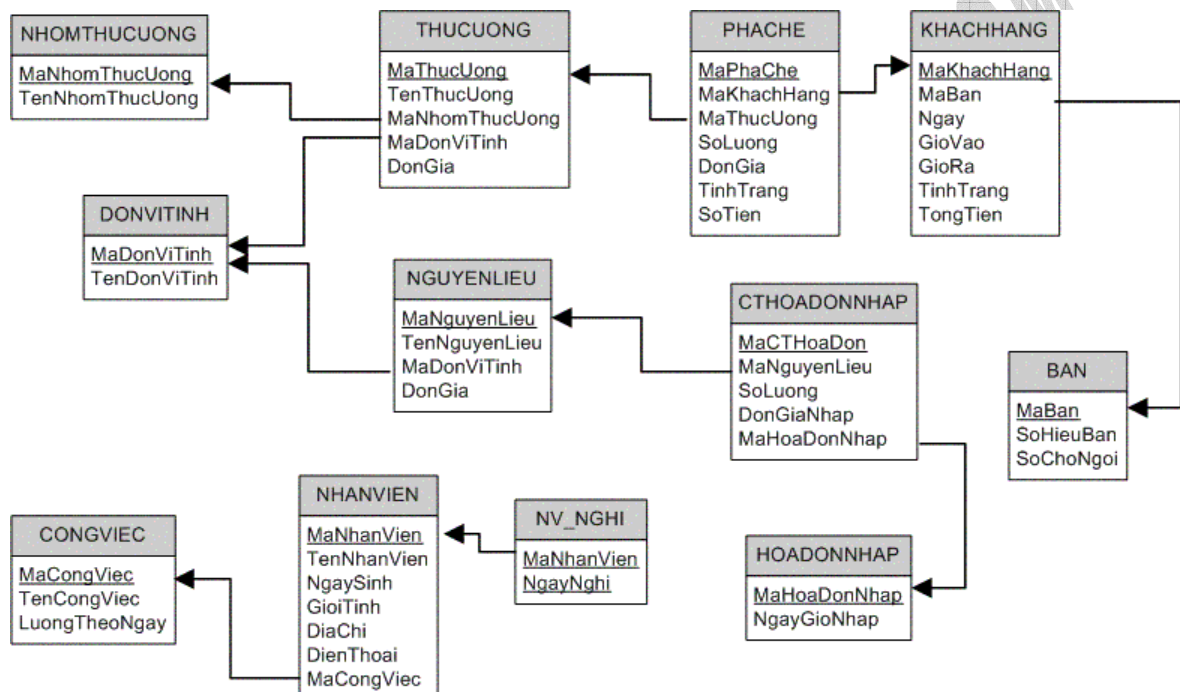 NHOMTHUCUONG
MaNhomThucUong
TenNhomThucUong
THUCUONG
MaThucUong
TenThucUong
MaNhomThucUong
MaDonViTinh
DonGia
PHACHE
MaPhaChe
MaKhachHang
MaThucUong
SoLuong
DonGia
TinhTrang
SoTien
KHACHHANG
MaKhachHang
MaBan
Ngay
GioVao
GioRa
TinhTrang
TongTien
DONVITINH
MaDonViTinh
TenDonViTinh
NGUYENLIEU
MaNguyenLieu
TenNguyenLieu
MaDonViTinh
DonGia
CTHOADONNHAP
MaCTHoaDon
MaNguyenLieu
SoLuong
DonGiaNhap
MaHoaDonNhap
BAN
MaBan
SoHieuBan
SoChoNgoi
CONGVIEC
MaCongViec
TenCongViec
LuongTheoNgay
NHANVIEN
MaNhanVien
TenNhanVien
NgaySinh
GioiTinh
DiaChi
DienThoai
MaCongViec
NV_NGHI
MaNhanVien
NgayNghi
HOADONNHAP
MaHoaDonNhap
NgayGioNhap